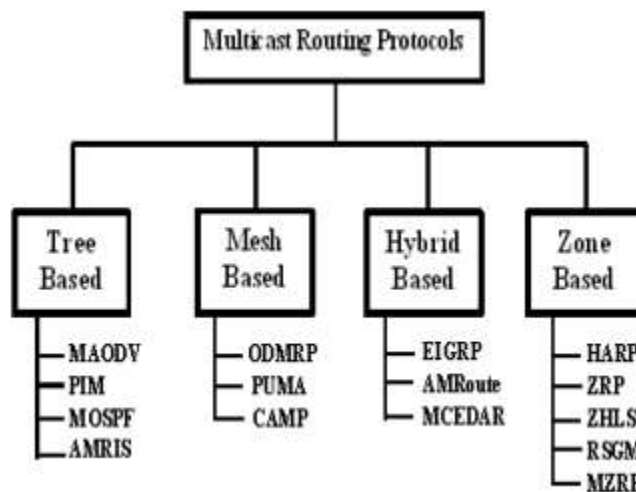 Multicast Routing Protocols
Tree
Based
MAODV
PIM
MOSPF
AMRIS
Mesh
Based
ODMRP
PUMA
CAMP
Hybrid
Based
EIGRP
AMRoute
MCEDAR
Zone
Based
HARP
ZRP
ZHLS
RSGM
MZRP